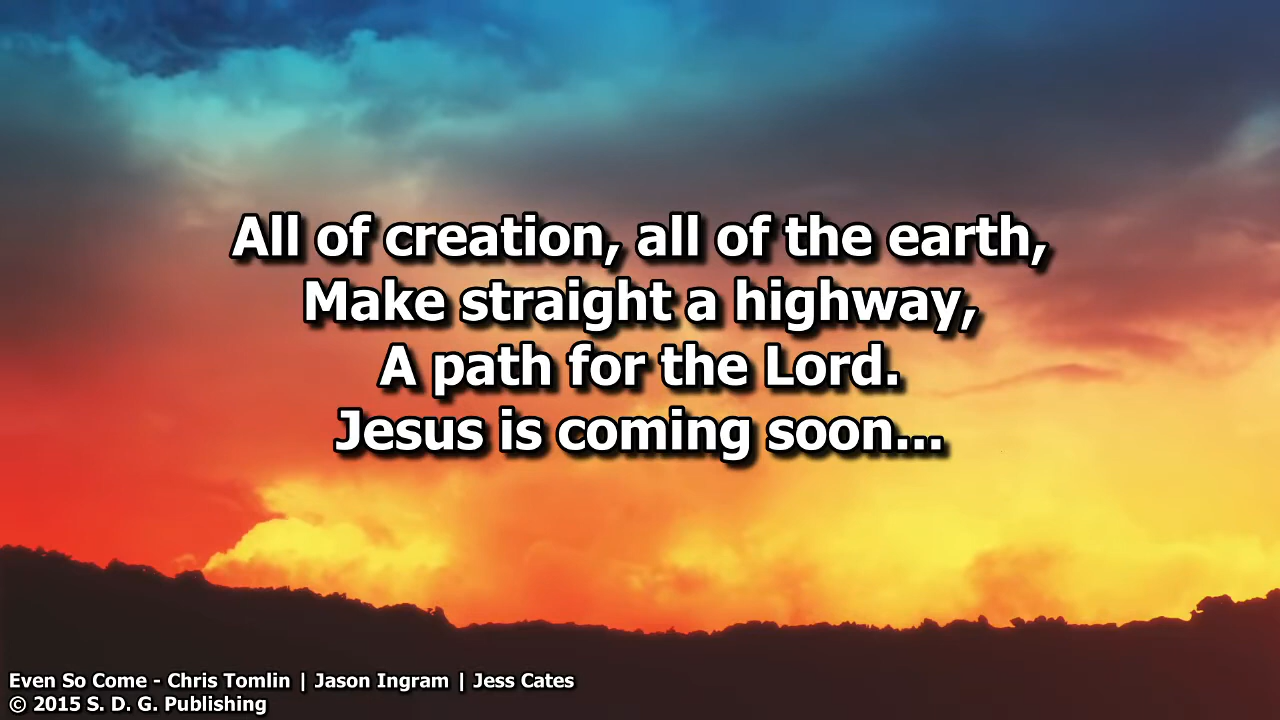 All of creation, all of the earth,
Make straight a highway,
A path for the Lord.
Jesus is coming soon...
Even So Come - Chris Tomlin | Jason Ingram | Jess Cates
© 2015 S. D. G. Publishing